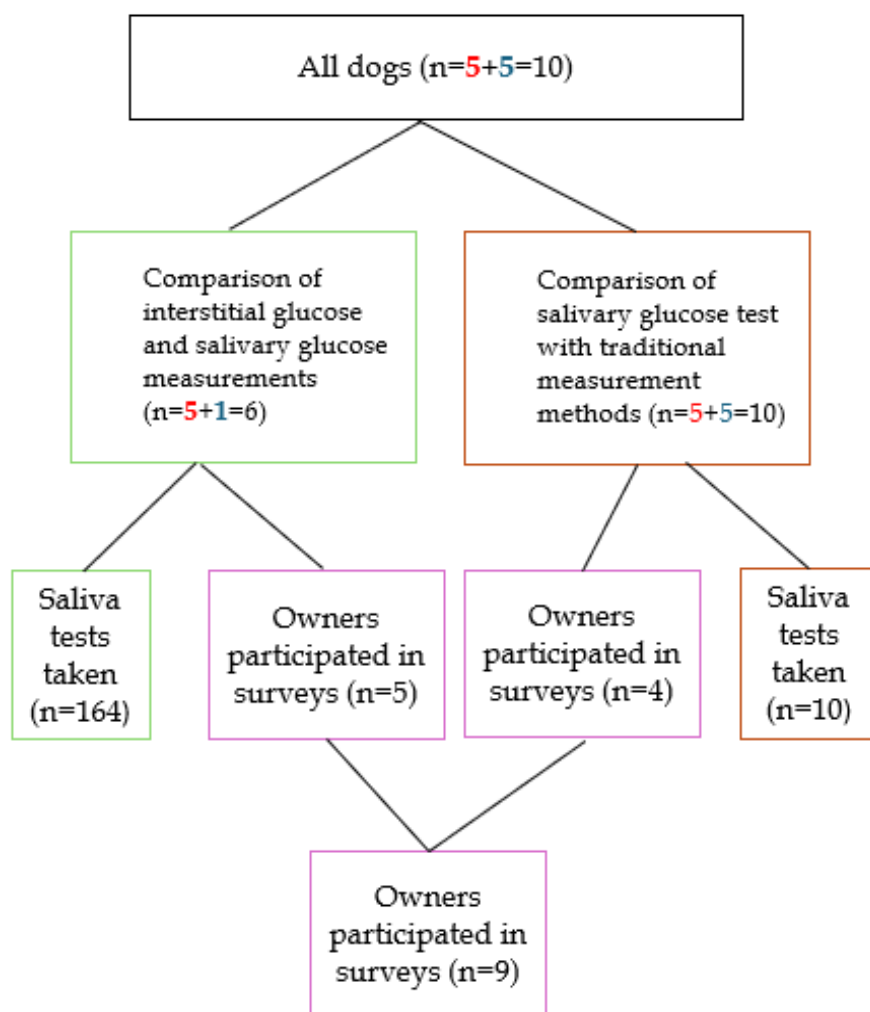 All dogs (n=5+5=10)
Comparison of
interstitial glucose
and salivary glucose
measurements
(n=5+1=6)
Comparison of
salivary glucose test
with traditional
measurement
methods (n=5+5=10)
Saliva
tests
taken
(n=164)
Owners
participated in
surveys (n=5)
Owners
participated in
surveys (n=4)
Saliva
tests
taken
(n=10)
Owners
participated in
surveys (n=9)